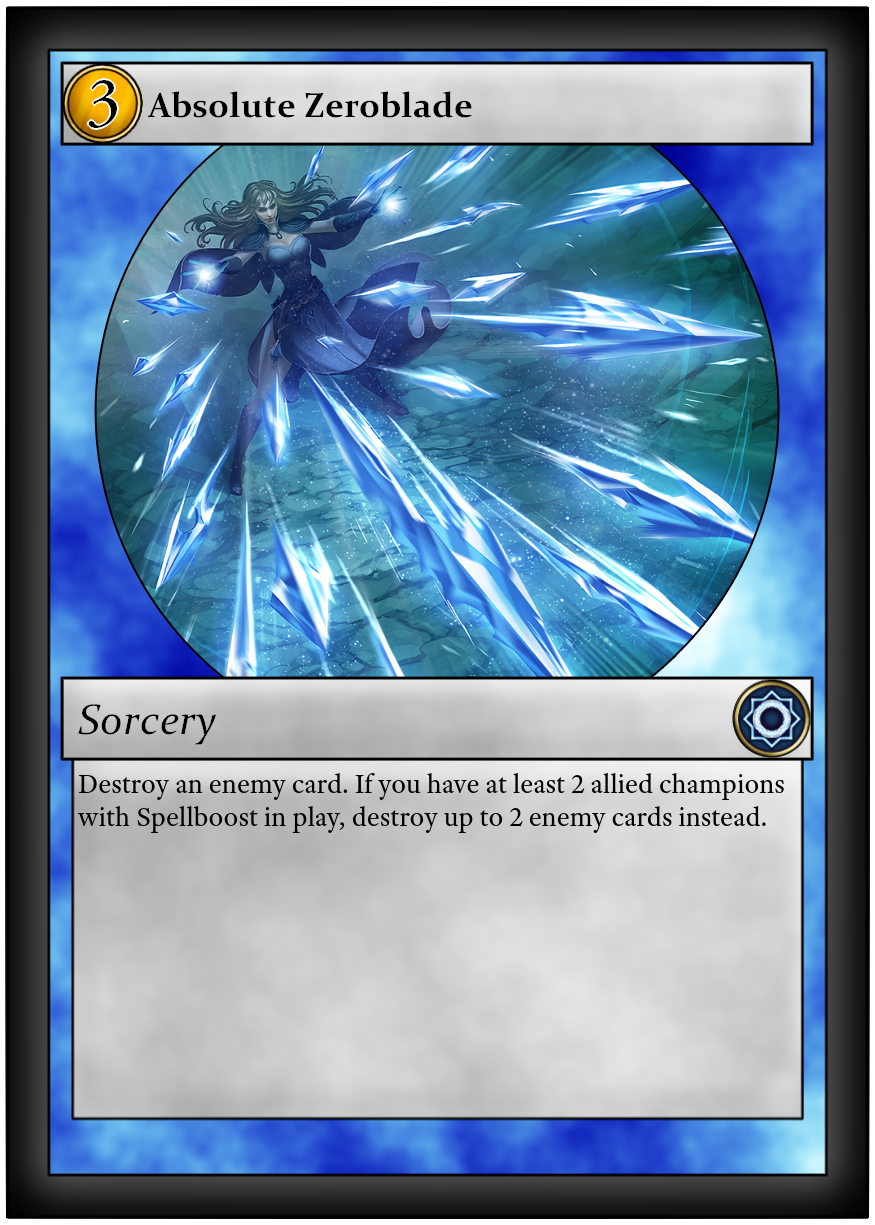 3 Absolute Zeroblade
Sorcery
Destroy an enemy card. If you have at least 2 allied champions
with Spellboost in play, destroy up to 2 enemy cards instead.